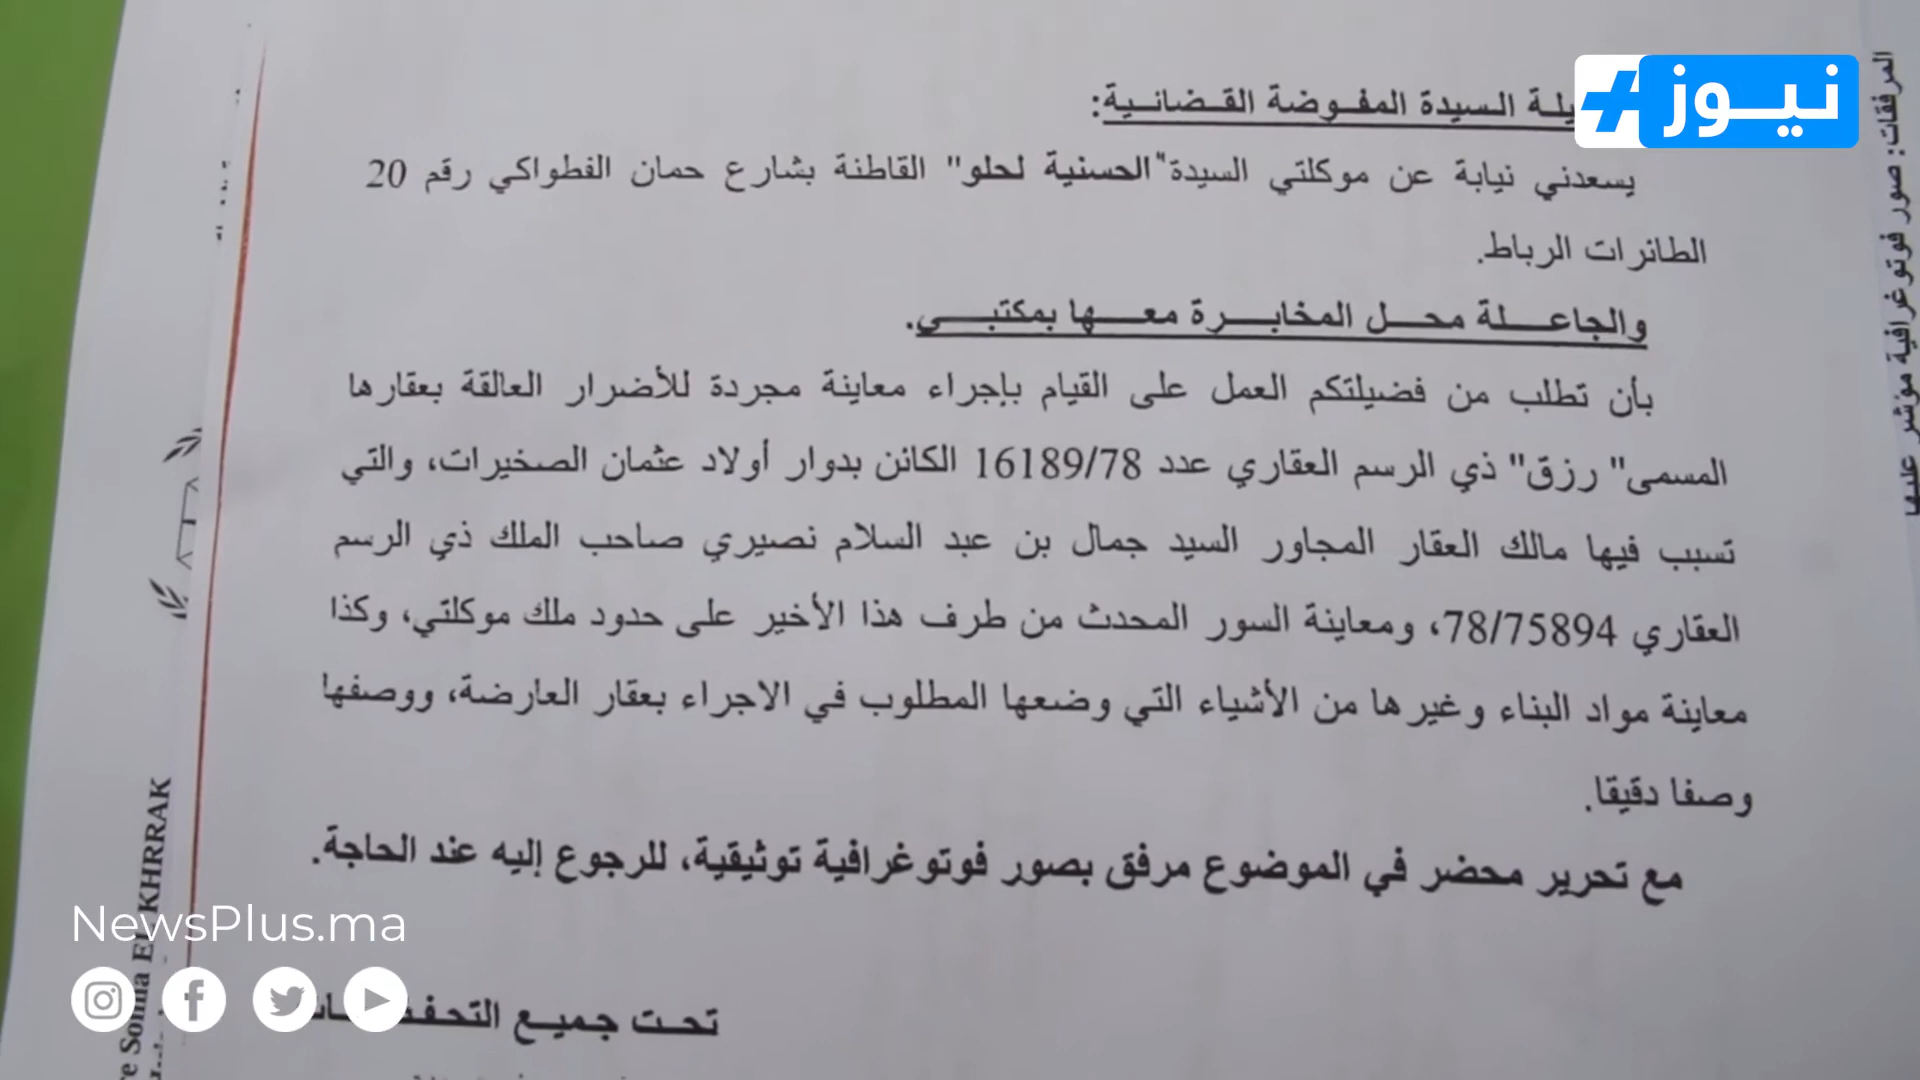 نيوز
السيدة المفوضة القضائية:
يسعدني نيابة عن موكلتي السيدة "الحسنية لحلو" القاطنة بشارع حمان الفطواكي رقم 20
الطائرات الرباط.
والجاعلة محل المخابرة معها بمكتبي.
بأن تطلب من فضيلتكم العمل على القيام بإجراء معاينة مجردة للأضرار العالقة بعقارها
المسمى" رزق" ذي الرسم العقاري عدد 16189/78 الكائن بدوار أولاد عثمان الصخيرات، والتي
تسبب فيها مالك العقار المجاور السيد جمال بن عبد السلام نصيري صاحب الملك ذي الرسم
العقاري 78/75894، ومعاينة السور المحدث من طرف هذا الأخير على حدود ملك موكلتي، وكذا
معاينة مواد البناء وغيرها من الأشياء التي وضعها المطلوب في الاجراء بعقار العارضة، ووصفها
وصفا دقيقا.
مع تحرير محضر في الموضوع مرفق بصور فوتوغرافية توثيقية، للرجوع إليه عند الحاجة.
تحت جميع
المرفقات: صور فوتوغرافية مؤشر عليها
Sonia El KHRRAK
NewsPlus.ma